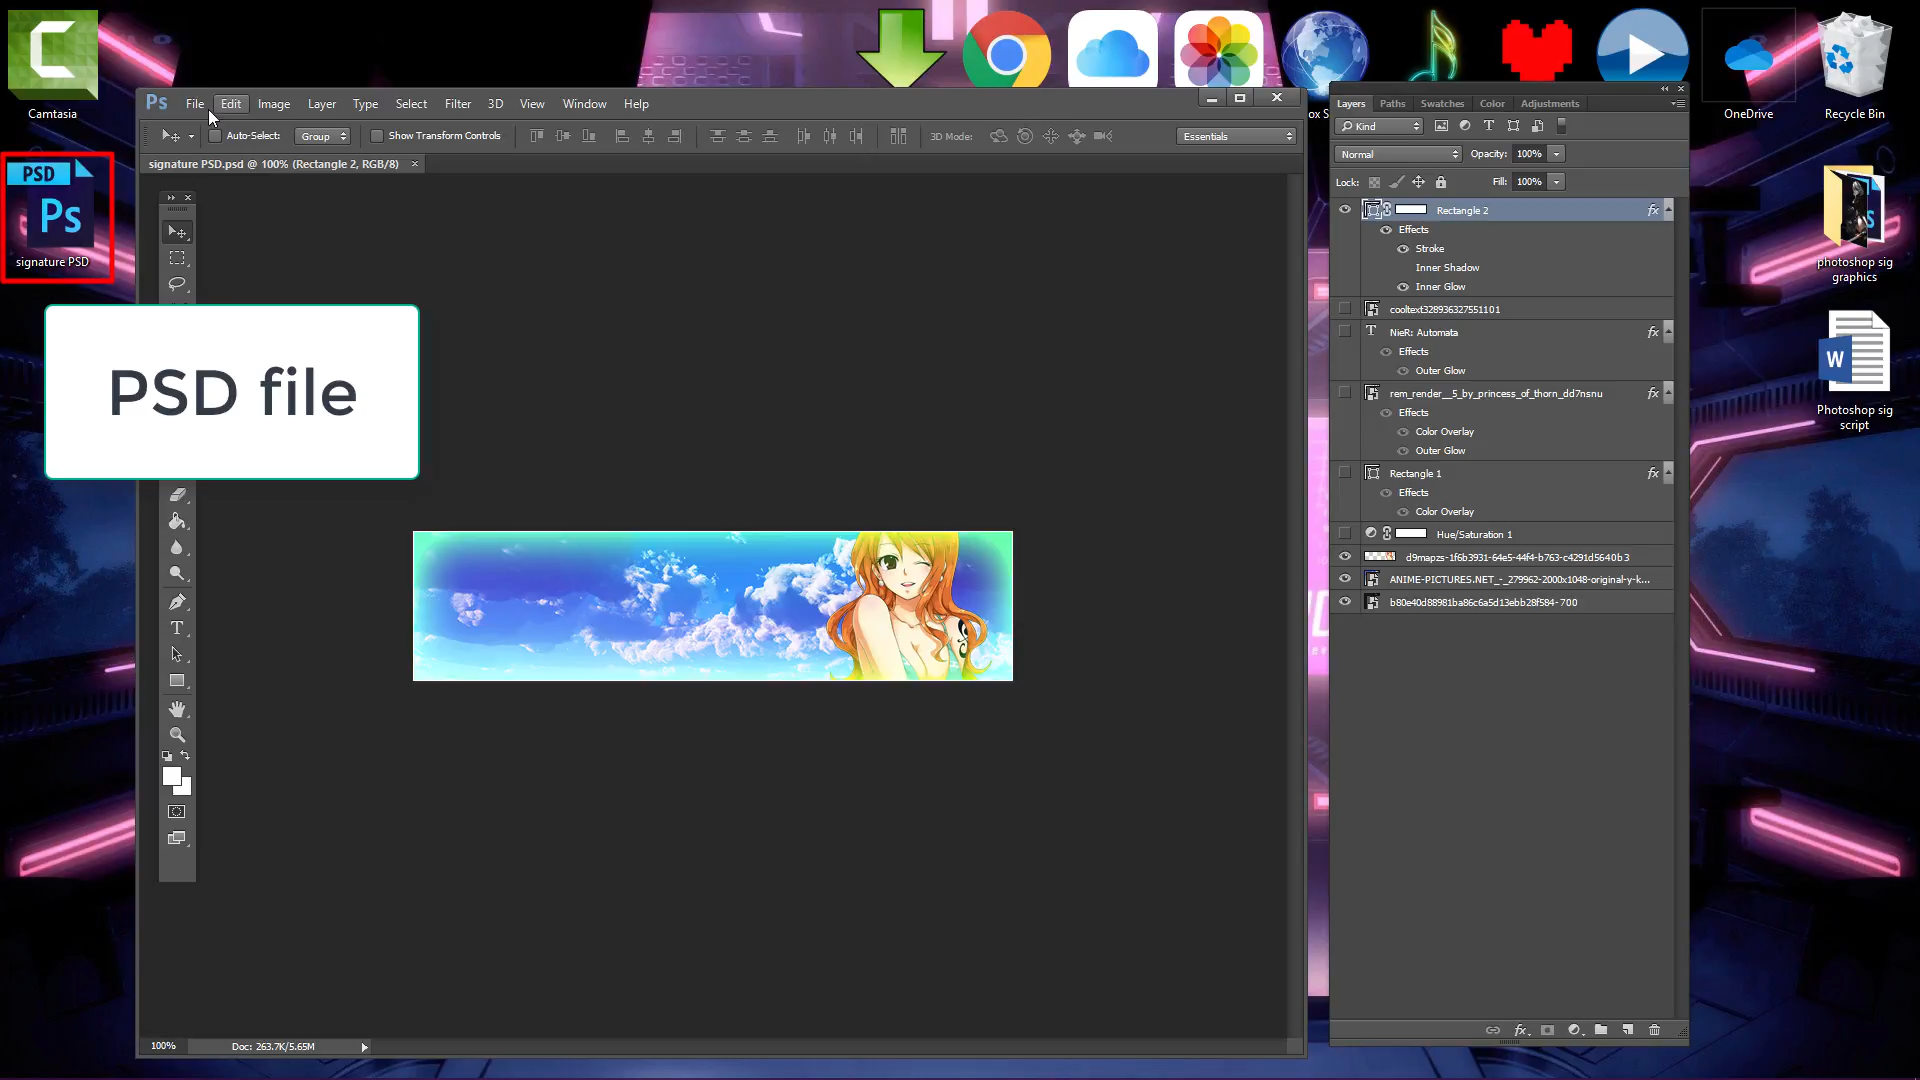 Camtasia
PSD
Ps
signature PSD
PSD file
Ps File Edit Image Layer Type Select Filter 3D View Window Help
Auto-Select: Group Show Transform Controls 3D Mode: Essentials
signature PSD.psd @ 100% (Rectangle 2, RGB/8) ×
100% Doc: 263.7K/5.65M
Layers Paths Swatches Color Adjustments
Kind
Normal Opacity: 100%
Lock: Fill: 100%
Rectangle 2 fx
Effects
Stroke
Inner Shadow
Inner Glow
cooltext328936327551101
NieR: Automata fx
Effects
Outer Glow
rem_render__5_by_princess_of_thorn_dd7nsnu fx
Effects
Color Overlay
Outer Glow
Rectangle 1 fx
Effects
Color Overlay
Hue/Saturation 1
d9mapzs-1f6b3931-64e5-44f4-b763-c4291d5640b3
ANIME-PICTURES.NET_-_279962-2000x1048-original-y-k...
b80e40d88981ba86c6a5d13ebb28f584-700
fx
OneDrive
Recycle Bin
photoshop sig
graphics
W
Photoshop sig
script